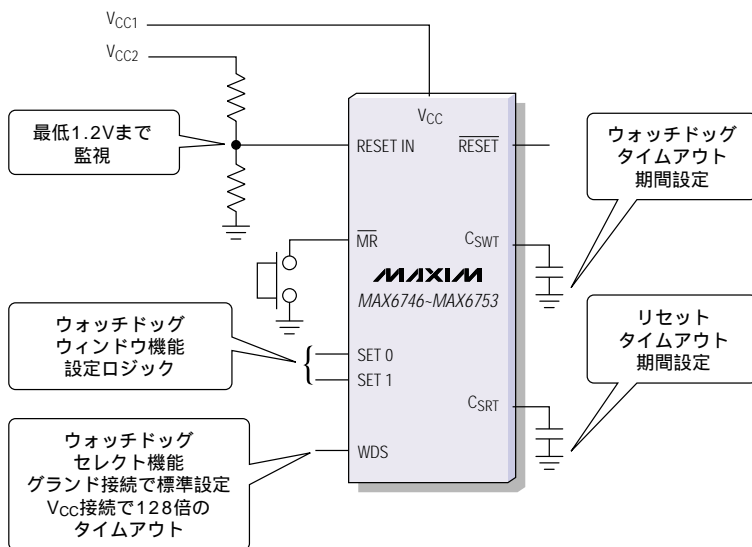 VCC1
VCC2
最低1.2Vまで
監視
VCC
RESET IN
RESET
ウォッチドッグ
タイムアウト
期間設定
MR
CSWT
MAXIM
MAX6746~MAX6753
ウォッチドッグ
ウィンドウ機能
設定ロジック
SET 0
SET 1
リセット
タイムアウト
期間設定
CSRT
ウォッチドッグ
セレクト機能
グランド接続で標準設定
VCC接続で128倍の
タイムアウト
WDS